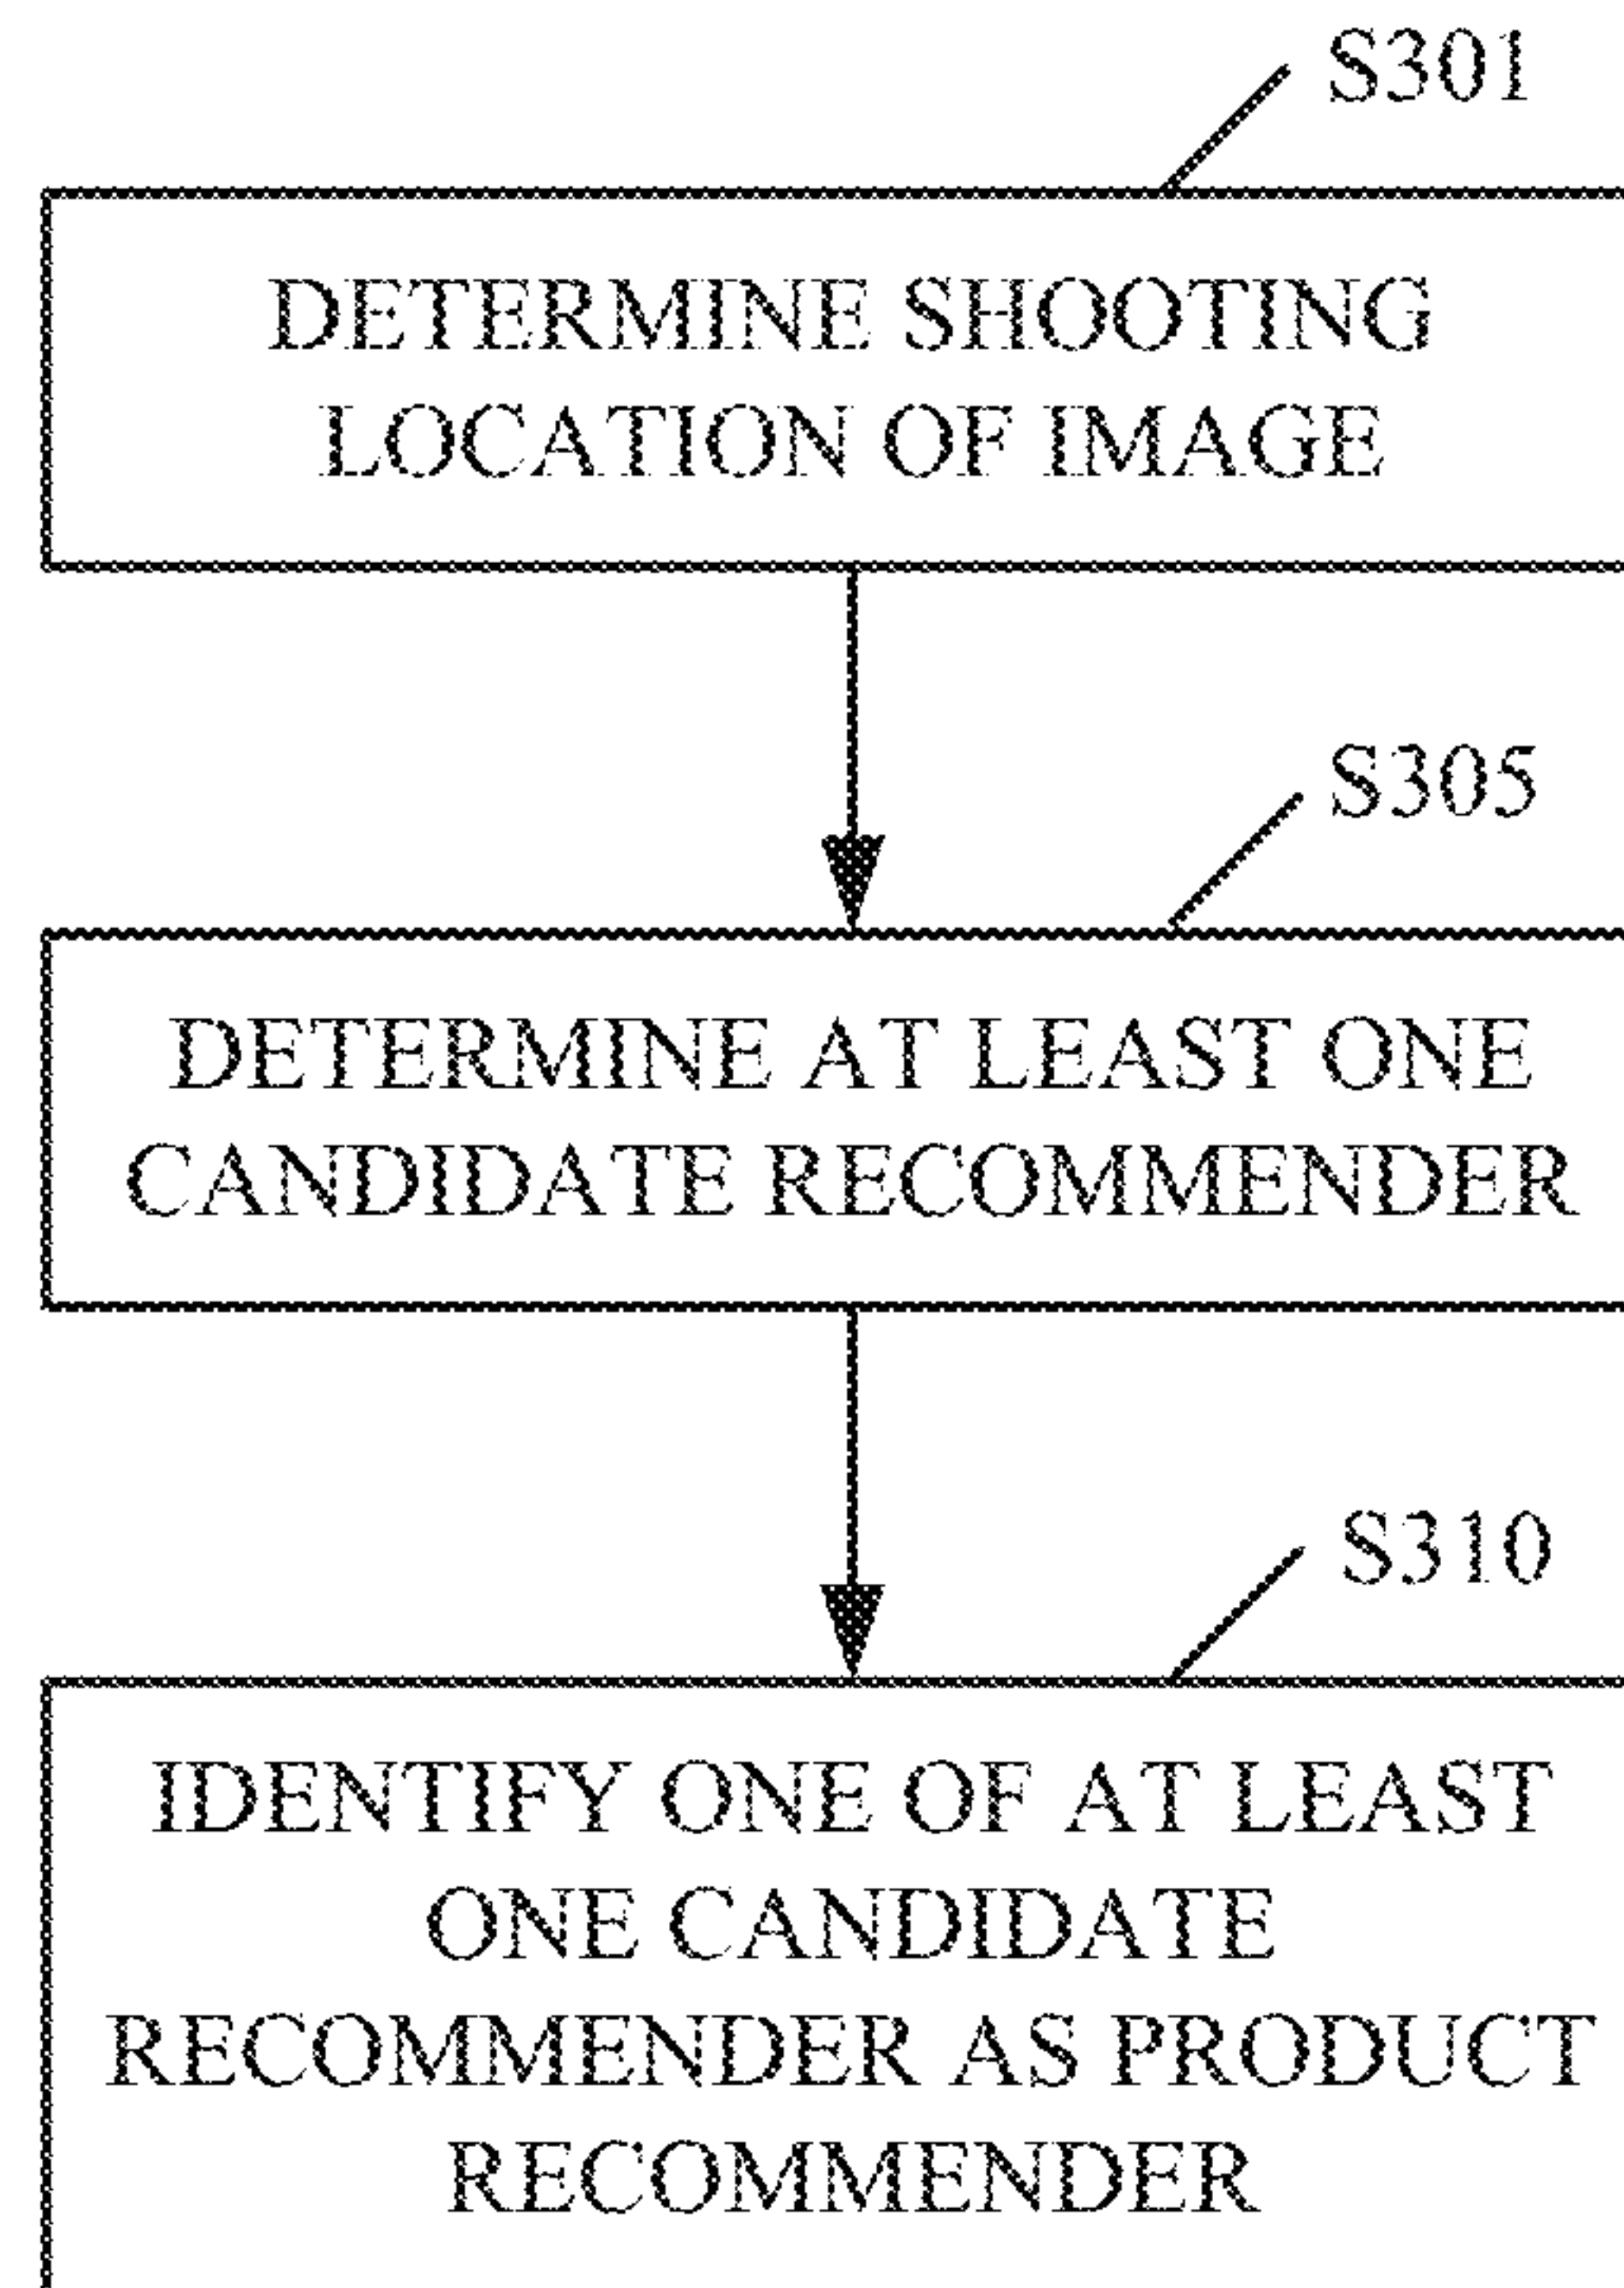 S301
DETERMINE SHOOTING
LOCATION OF IMAGE
S305
DETERMINE AT LEAST ONE
CANDIDATE RECOMMENDER
S310
IDENTIFY ONE OF AT LEAST
ONE CANDIDATE
RECOMMENDER AS PRODUCT
RECOMMENDER